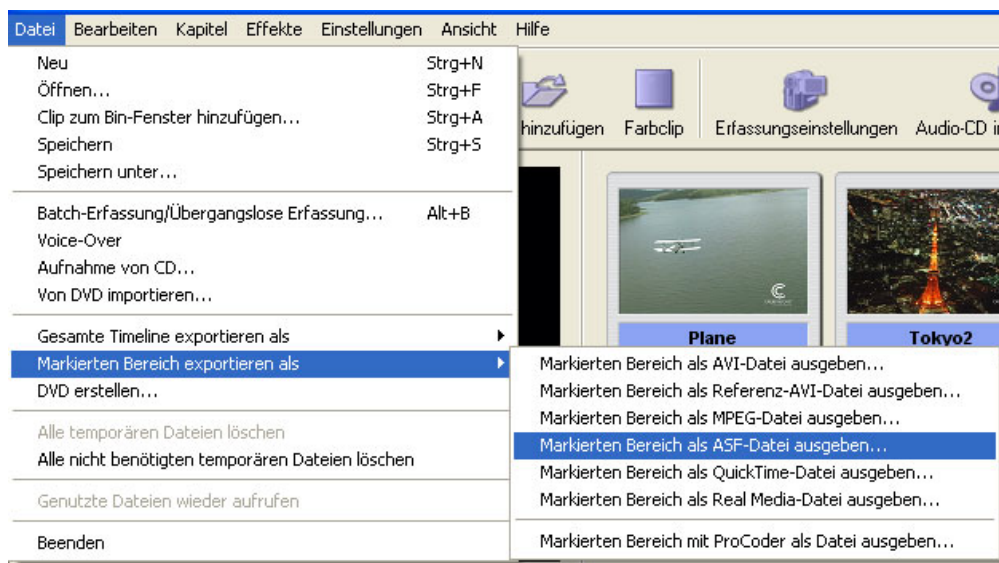 Datei Bearbeiten Kapitel Effekte Einstellungen Ansicht Hilfe
Neu Strg+N
Öffnen... Strg+F
Clip zum Bin-Fenster hinzufügen... Strg+A
Speichern Strg+S
Speichern unter...
Batch-Erfassung/Übergangslose Erfassung... Alt+B
Voice-Over
Aufnahme von CD...
Von DVD importieren...
Gesamte Timeline exportieren als
Markierten Bereich exportieren als
DVD erstellen...
Alle temporären Dateien löschen
Alle nicht benötigten temporären Dateien löschen
Genutzte Dateien wieder aufrufen
Beenden
hinzufügen Farbclip Erfassungseinstellungen Audio-CD i
Plane Tokyo2
Markierten Bereich als AVI-Datei ausgeben...
Markierten Bereich als Referenz-AVI-Datei ausgeben...
Markierten Bereich als MPEG-Datei ausgeben...
Markierten Bereich als ASF-Datei ausgeben...
Markierten Bereich als QuickTime-Datei ausgeben...
Markierten Bereich als Real Media-Datei ausgeben...
Markierten Bereich mit ProCoder als Datei ausgeben...